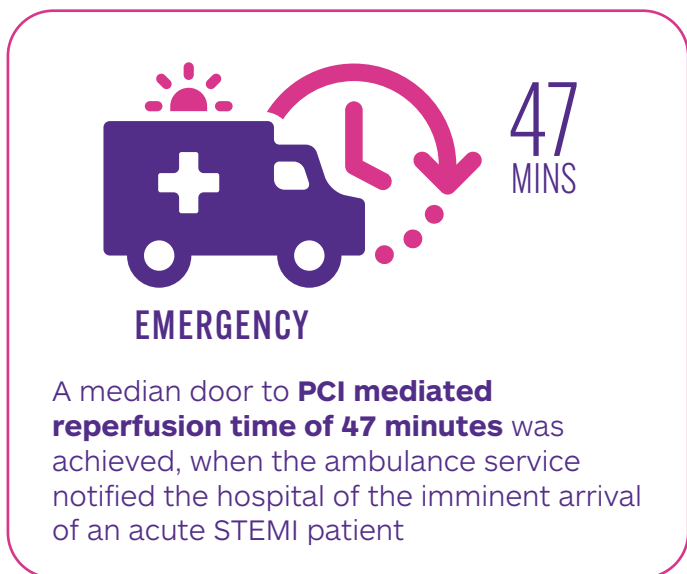 47
MINS
EMERGENCY
A median door to PCI mediated
reperfusion time of 47 minutes was
achieved, when the ambulance service
notified the hospital of the imminent arrival
of an acute STEMI patient